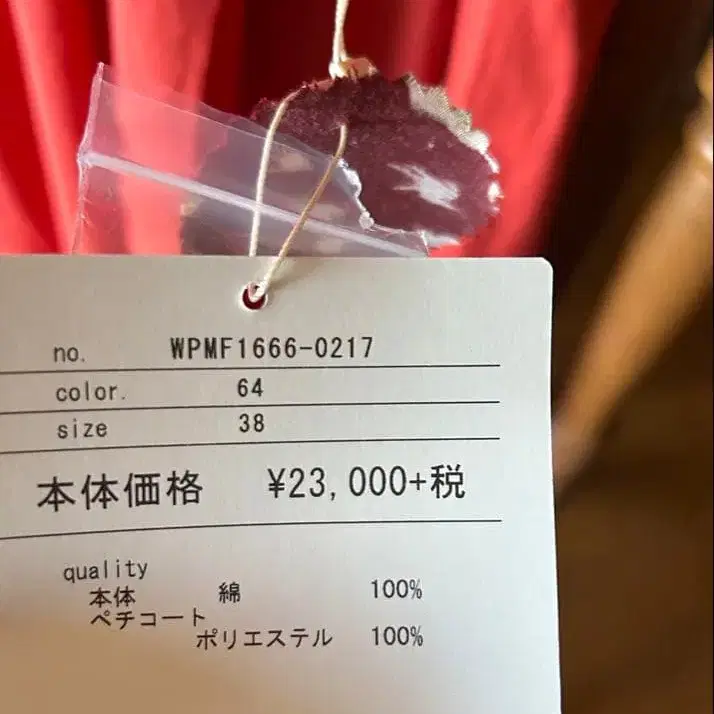 no. WPMF1666-0217
color. 64
size 38
本体価格 ¥23,000+税
quality
本体 綿 100%
ペチコート
ポリエステル 100%